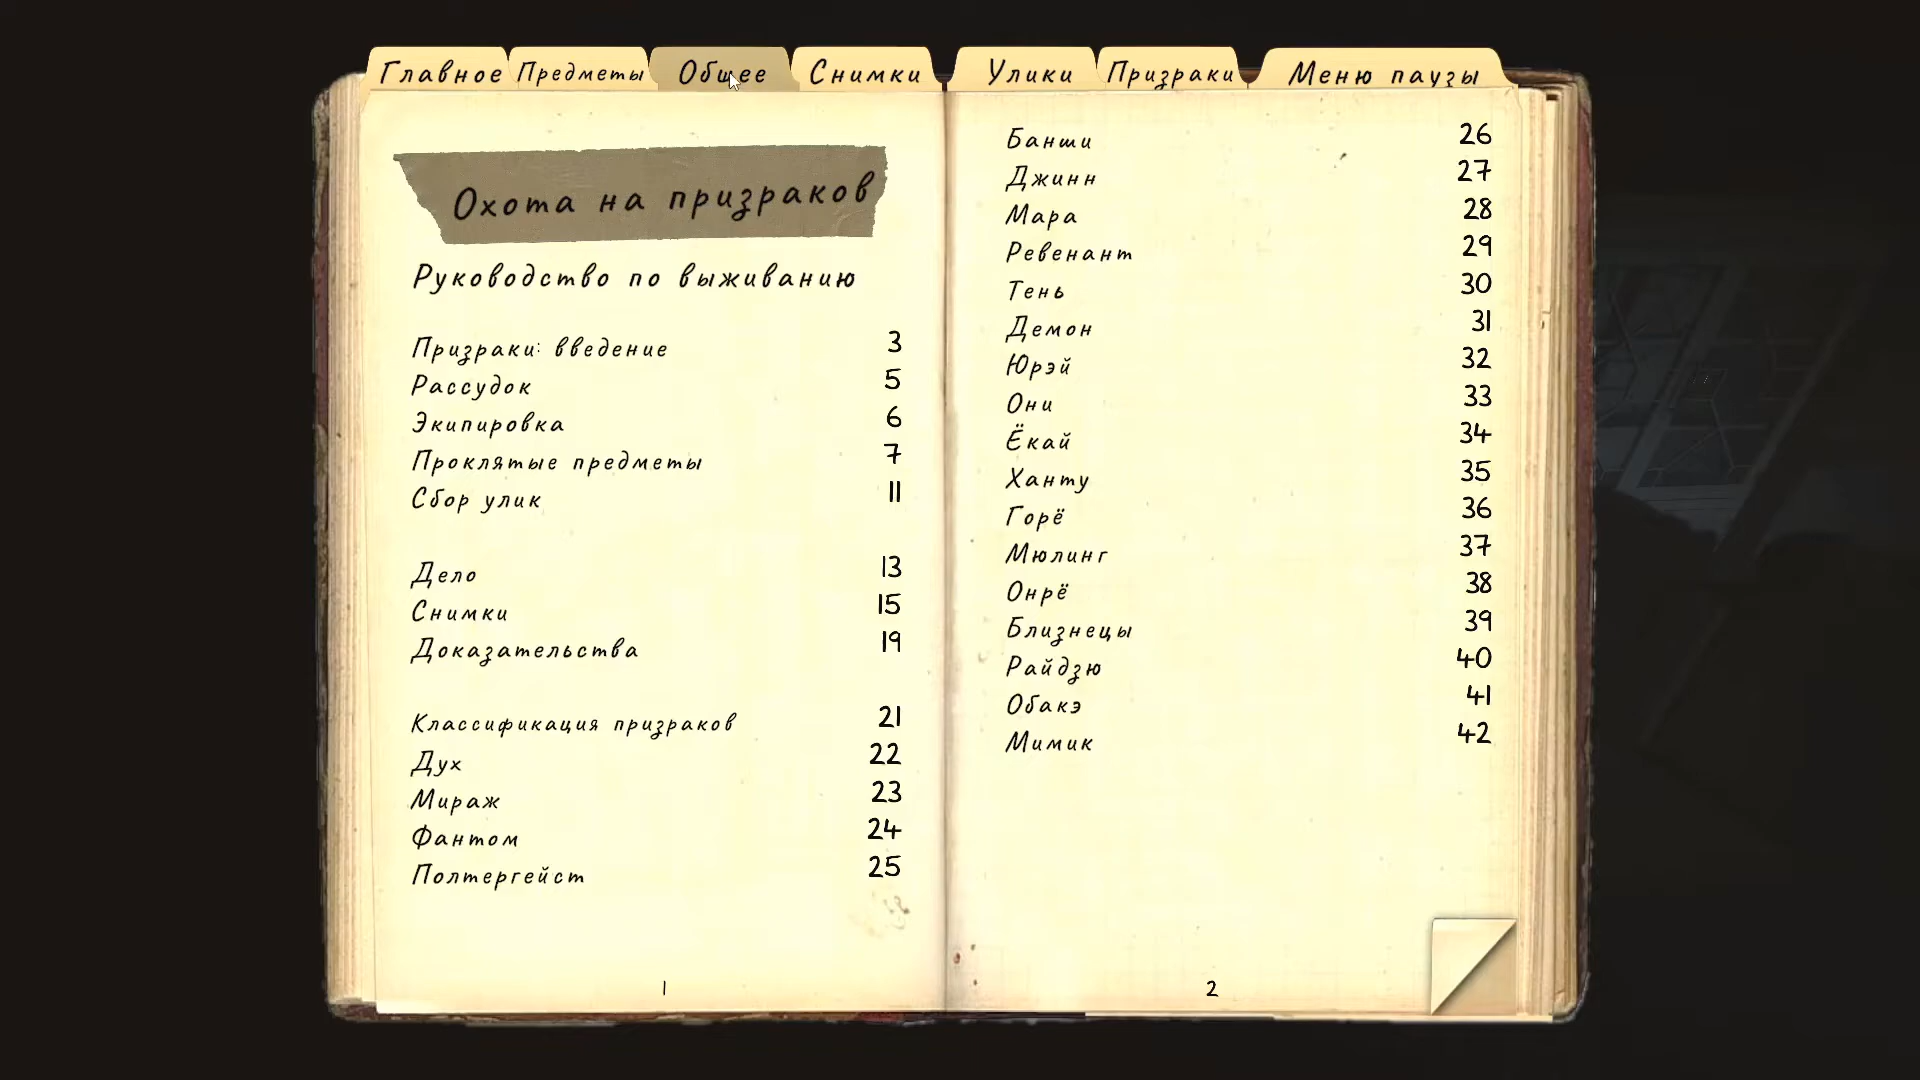 Главное Предметы Общее Снимки Улики Призраки Меню паузы
Охота на призраков
Руководство по выживанию
Призраки: введение 3
Рассудок 5
Экипировка 6
Проклятые предметы 7
Сбор улик 11
Дело 13
Снимки 15
Доказательства 19
Классификация призраков 21
Дух 22
Мираж 23
Фантом 24
Полтергейст 25
1
Банши 26
Джинн 27
Мара 28
Ревенант 29
Тень 30
Демон 31
Юрэй 32
Они 33
Ёкай 34
Ханту 35
Горё 36
Мюлинг 37
Онрё 38
Близнецы 39
Райдзю 40
Обакэ 41
Мимик 42
2